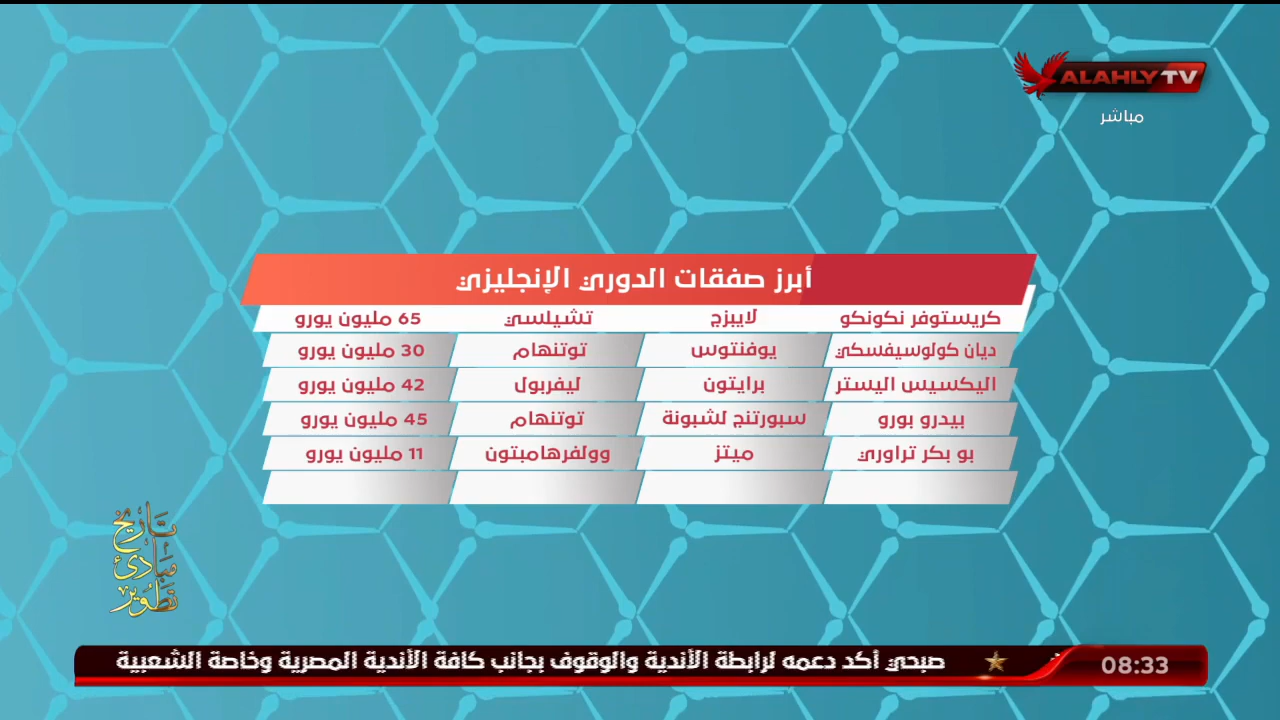 ALAHLY TV
مباشر
أبرز صفقات الدوري الإنجليزي
كريستوفر نكونكو لايبزج تشيلسي 65 مليون يورو
ديان كولوسيفسكي يوفنتوس توتنهام 30 مليون يورو
اليكسيس اليستر برايتون ليفربول 42 مليون يورو
بيدرو بورو سبورتنج لشبونة توتنهام 45 مليون يورو
بو بكر تراوري ميتز وولفرهامبتون 11 مليون يورو
تاريخ
مبادئ
تطوير
08:33 صبحي أكد دعمه لرابطة الأندية والوقوف بجانب كافة الأندية المصرية وخاصة الشعبية